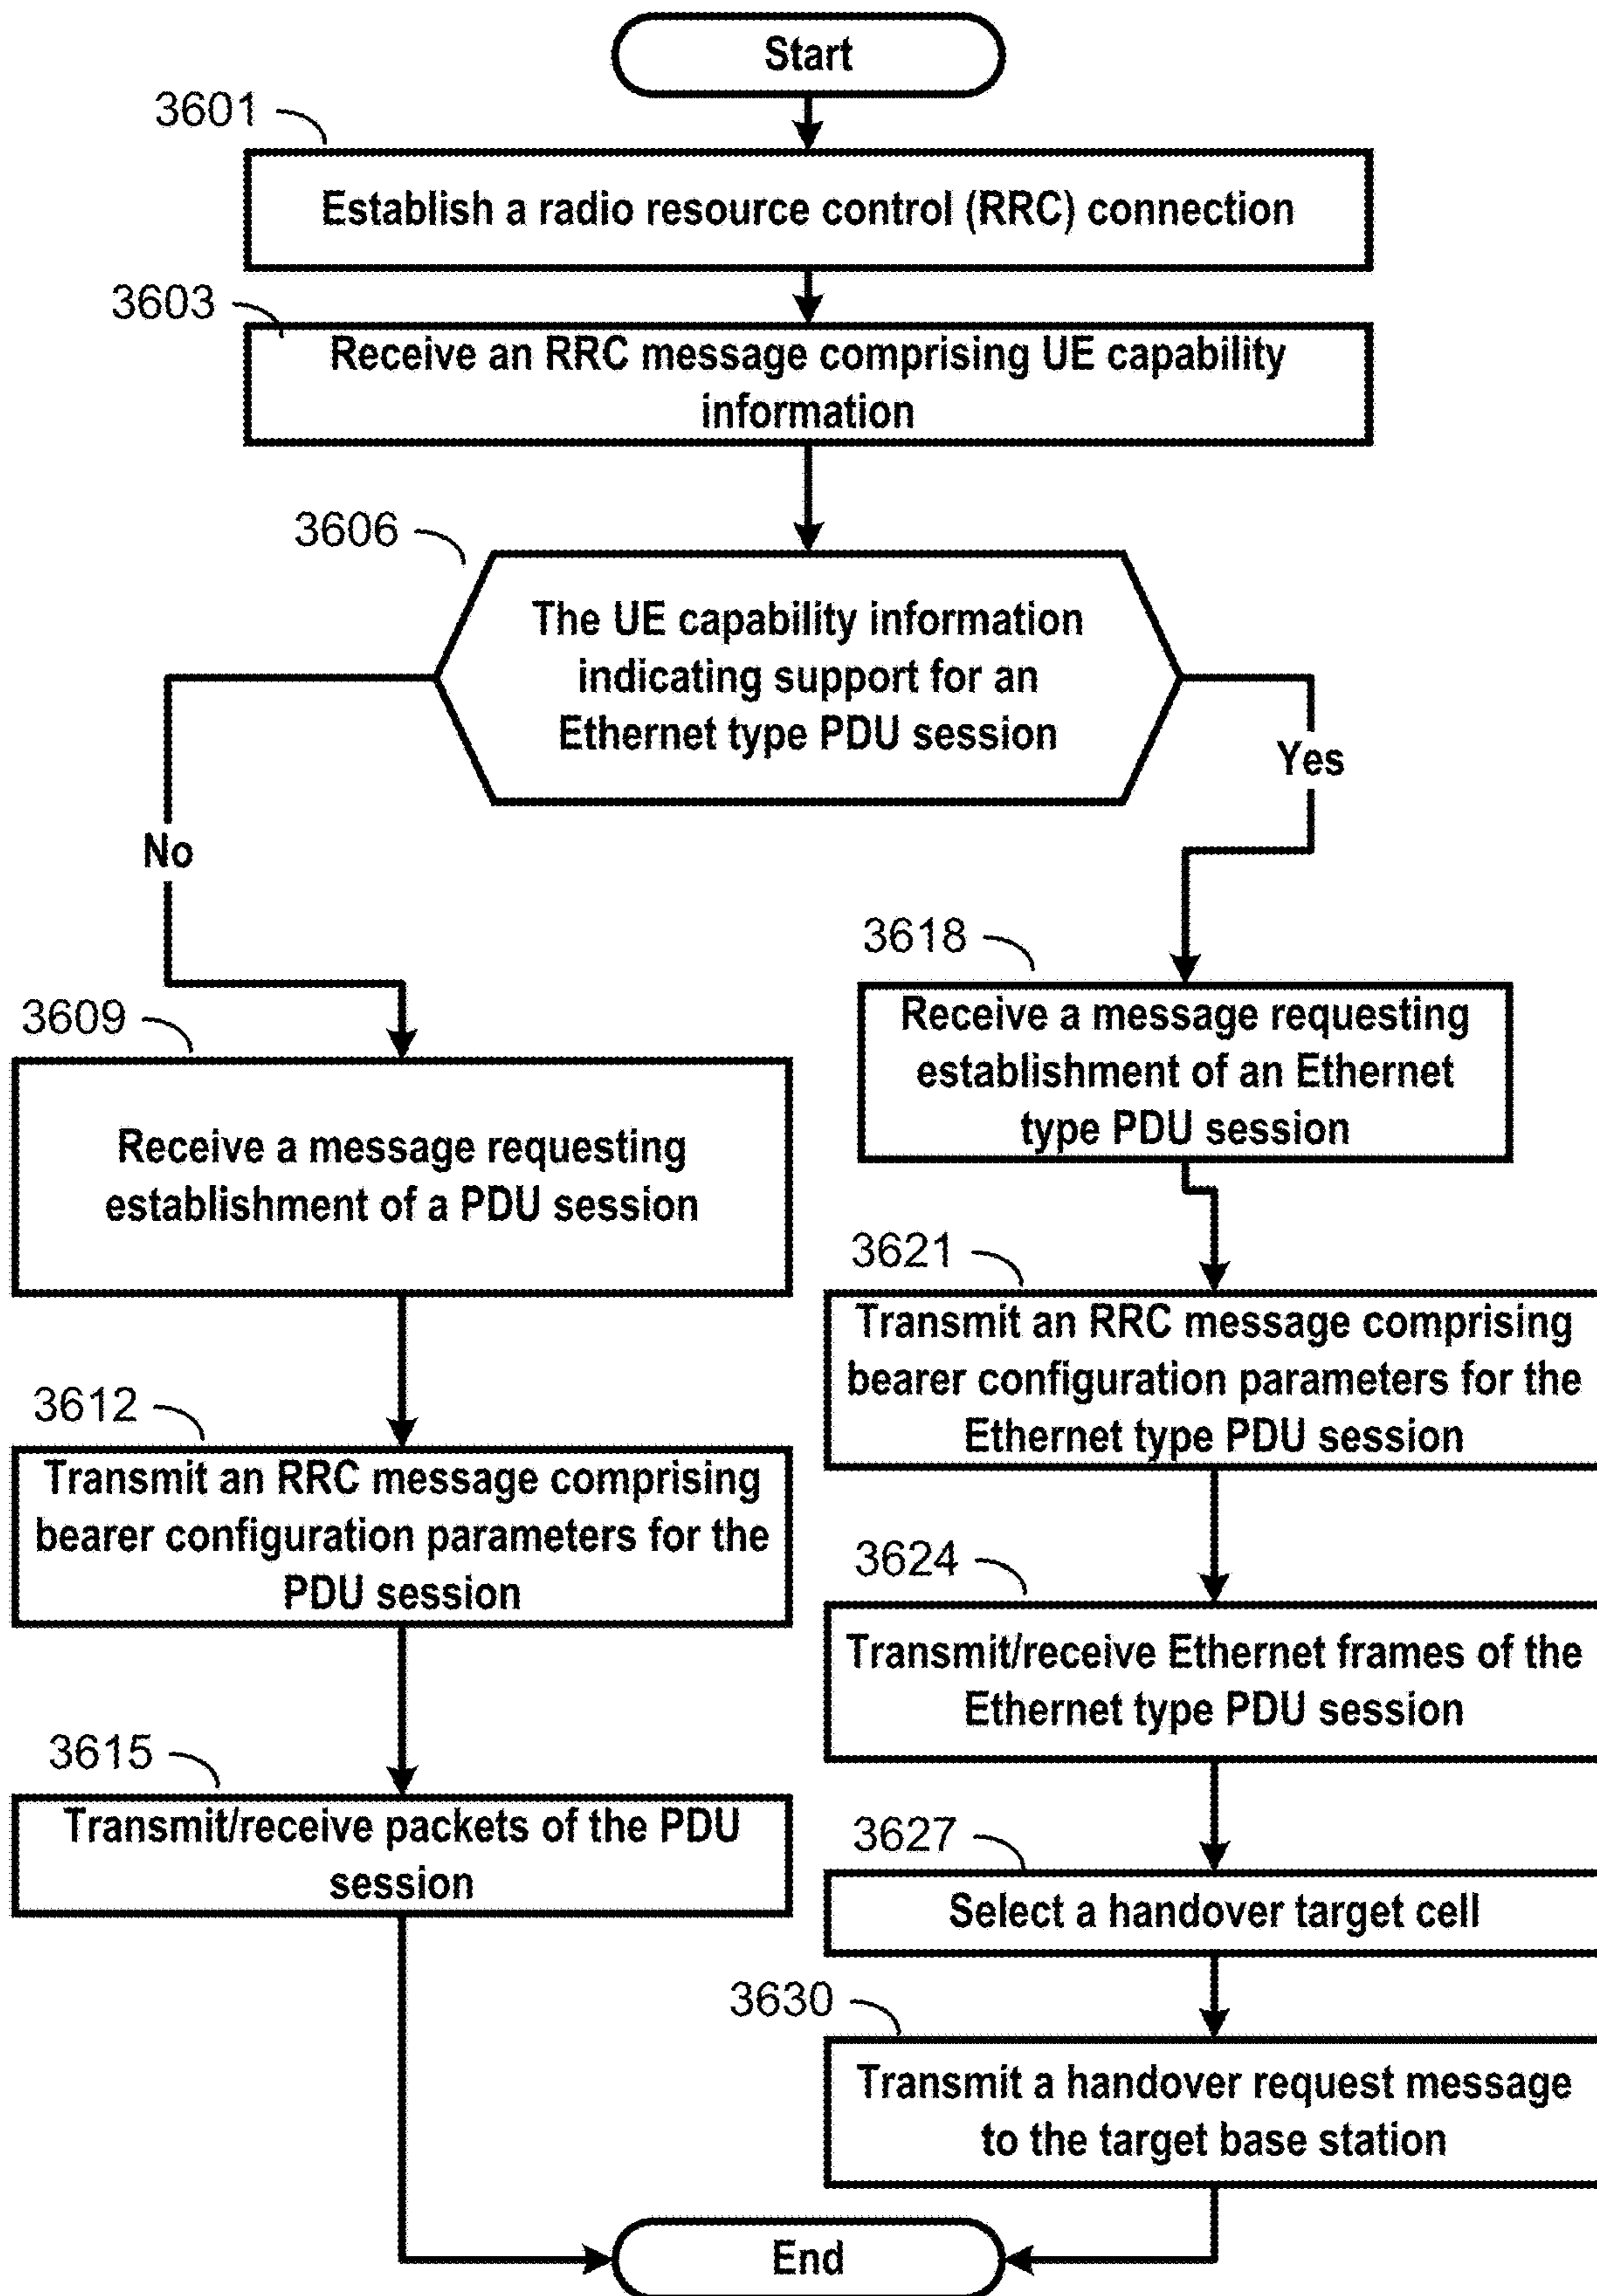 Start
3601
Establish a radio resource control (RRC) connection
3603
Receive an RRC message comprising UE capability
information
3606
The UE capability information
indicating support for an
Ethernet type PDU session
Yes
No
3618
Receive a message requesting
establishment of an Ethernet
type PDU session
3609
Receive a message requesting
establishment of a PDU session
3621
Transmit an RRC message comprising
bearer configuration parameters for the
Ethernet type PDU session
3612
Transmit an RRC message comprising
bearer configuration parameters for the
PDU session
3624
Transmit/receive Ethernet frames of the
Ethernet type PDU session
3615
Transmit/receive packets of the PDU
session
3627
Select a handover target cell
3630
Transmit a handover request message
to the target base station
End